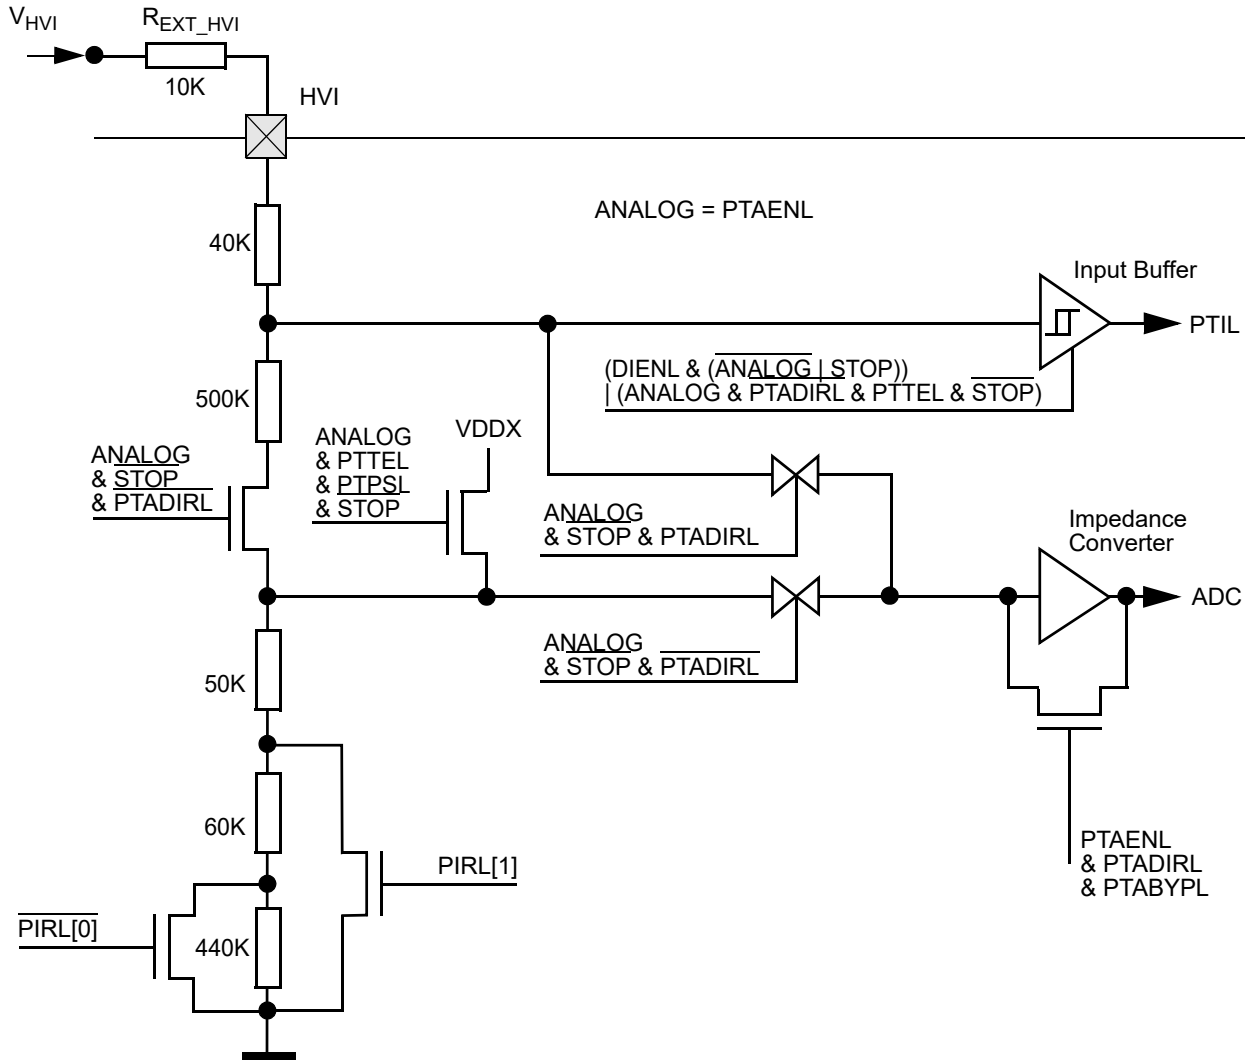 V_HVI
R_EXT_HVI
10K
HVI
40K
ANALOG = PTAENL
Input Buffer
PTIL
(DIENL & (ANALOG | STOP))
| (ANALOG & PTADIRL & PTTEL & STOP)
500K
VDDX
ANALOG
& STOP
& PTADIRL
ANALOG
& PTTEL
& PTPSL
& STOP
ANALOG
& STOP & PTADIRL
Impedance
Converter
ADC
ANALOG
& STOP & PTADIRL
50K
60K
PIRL[1]
PTAENL
& PTADIRL
& PTABYPL
PIRL[0]
440K